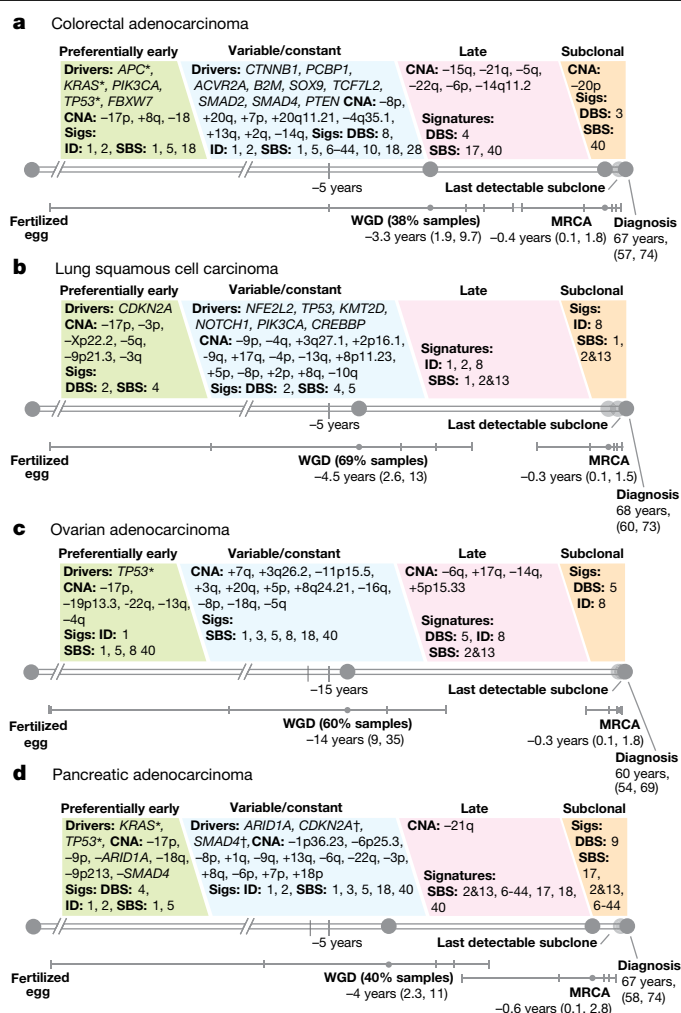 a Colorectal adenocarcinoma
Preferentially early Variable/constant Late Subclonal
Drivers: APC*,
KRAS*, PIK3CA,
TP53*, FBXW7
CNA: –17p, +8q, –18
Sigs:
ID: 1, 2, SBS: 1, 5, 18
Drivers: CTNNB1, PCBP1,
ACVR2A, B2M, SOX9, TCF7L2,
SMAD2, SMAD4, PTEN CNA: –8p,
+20q, +7p, +20q11.21, –4q35.1,
+13q, +2q, –14q, Sigs: DBS: 8,
ID: 1, 2, SBS: 1, 5, 6–44, 10, 18, 28
CNA: –15q, –21q, –5q,
–22q, –6p, –14q11.2
Signatures:
DBS: 4
SBS: 17, 40
CNA:
–20p
Sigs:
DBS: 3
SBS:
40
–5 years
Last detectable subclone
Fertilized
egg
WGD (38% samples)
–3.3 years (1.9, 9.7)
MRCA
–0.4 years (0.1, 1.8)
Diagnosis
67 years,
(57, 74)
b Lung squamous cell carcinoma
Preferentially early Variable/constant Late Subclonal
Drivers: CDKN2A
CNA: –17p, –3p,
–Xp22.2, –5q,
–9p21.3, –3q
Sigs:
DBS: 2, SBS: 4
Drivers: NFE2L2, TP53, KMT2D,
NOTCH1, PIK3CA, CREBBP
CNA: –9p, –4q, +3q27.1, +2p16.1,
-9q, +17q, –4p, –13q, +8p11.23,
+5p, –8p, +2p, +8q, –10q
Sigs: DBS: 2, SBS: 4, 5
Signatures:
ID: 1, 2, 8
SBS: 1, 2&13
Sigs:
ID: 8
SBS: 1,
2&13
–5 years
Last detectable subclone
Fertilized
egg
WGD (69% samples)
–4.5 years (2.6, 13)
MRCA
–0.3 years (0.1, 1.5)
Diagnosis
68 years,
(60, 73)
c Ovarian adenocarcinoma
Preferentially early Variable/constant Late Subclonal
Drivers: TP53*
CNA: –17p,
–19p13.3, -22q, –13q,
–4q
Sigs: ID: 1
SBS: 1, 5, 8 40
CNA: +7q, +3q26.2, –11p15.5,
+3q, +20q, +5p, +8q24.21, –16q,
–8p, –18q, –5q
Sigs:
SBS: 1, 3, 5, 8, 18, 40
CNA: –6q, +17q, –14q,
+5p15.33
Signatures:
DBS: 5, ID: 8
SBS: 2&13
Sigs:
DBS: 5
ID: 8
–15 years
Last detectable subclone
Fertilized
egg
WGD (60% samples)
–14 years (9, 35)
MRCA
–0.3 years (0.1, 1.8)
Diagnosis
60 years,
(54, 69)
d Pancreatic adenocarcinoma
Preferentially early Variable/constant Late Subclonal
Drivers: KRAS*,
TP53*, CNA: –17p,
–9p, –ARID1A, –18q,
–9p213, –SMAD4
Sigs: DBS: 4,
ID: 1, 2, SBS: 1, 5
Drivers: ARID1A, CDKN2A†,
SMAD4†, CNA: –1p36.23, –6p25.3,
–8p, +1q, –9q, +13q, –6q, –22q, –3p,
+8q, –6p, +7p, +18p
Sigs: ID: 1, 2, SBS: 1, 3, 5, 18, 40
CNA: –21q
Signatures:
SBS: 2&13, 6-44, 17, 18,
40
Sigs:
DBS: 9
SBS:
17,
2&13,
6-44
–5 years
Last detectable subclone
Fertilized
egg
WGD (40% samples)
–4 years (2.3, 11)
MRCA
–0.6 years (0.1, 2.8)
Diagnosis
67 years,
(58, 74)